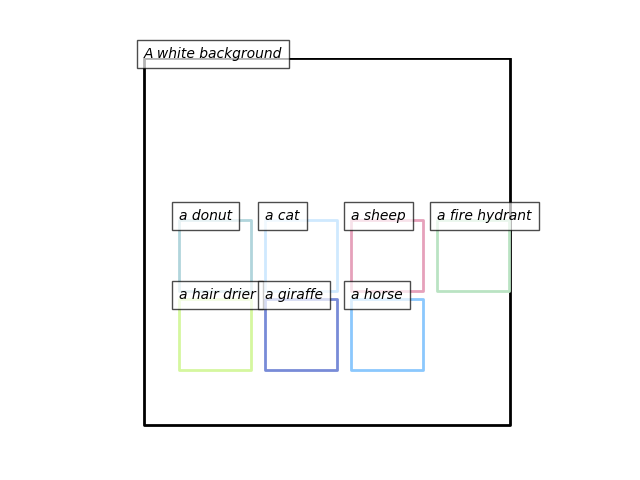 A white background
a donut
a cat
a sheep
a fire hydrant
a hair drier
a giraffe
a horse